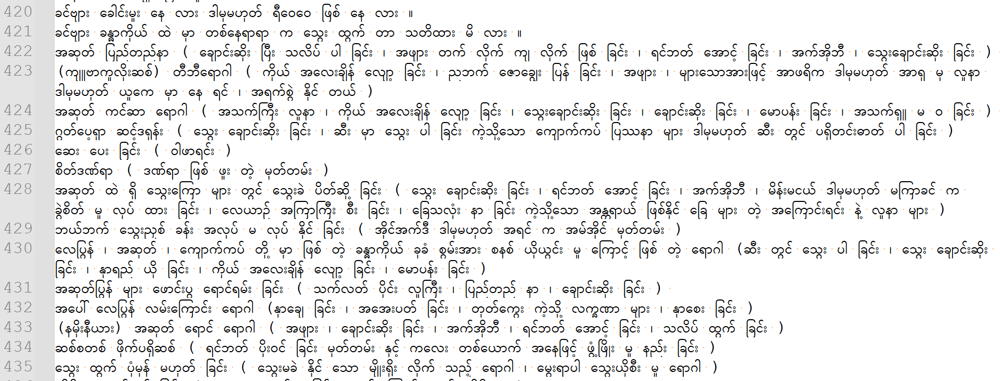 420 ခင်ဗျား ခေါင်းမူး နေ လား ဒါမှမဟုတ် ရီဝေဝေ ဖြစ် နေ လား ။
421 ခင်ဗျား ခန္ဓာကိုယ် ထဲ မှာ တစ်နေရာရာ က သွေး ထွက် တာ သတိထား မိ လား ။
422 အဆုတ် ပြည်တည်နာ ( ချောင်းဆိုး ပြီး သလိပ် ပါ ခြင်း ၊ အဖျား တက် လိုက် ကျ လိုက် ဖြစ် ခြင်း ၊ ရင်ဘတ် အောင့် ခြင်း ၊ အက်အိုဘီ ၊ သွေးချောင်းဆိုး ခြင်း )
423 (ကျူဗာကူလိုးဆစ်) တီဘီရောဂါ ( ကိုယ် အလေးချိန် လျော့ ခြင်း ၊ ညဘက် ဇောချွေး ပြန် ခြင်း ၊ အဖျား ၊ များသောအားဖြင့် အာဖရိက ဒါမှမဟုတ် အာရှ မှ လူနာ
ဒါမှမဟုတ် ယူကေ မှာ နေ ရင် ၊ အရက်စွဲ နိုင် တယ် )
424 အဆုတ် ကင်ဆာ ရောဂါ ( အသက်ကြီး လူနာ ၊ ကိုယ် အလေးချိန် လျော့ ခြင်း ၊ သွေးချောင်းဆိုး ခြင်း ၊ ချောင်းဆိုး ခြင်း ၊ မောပန်း ခြင်း ၊ အသက်ရှူ မ ဝ ခြင်း )
425 ဂွတ်ပေ့ရှာ ဆင့်ဒရုန်း ( သွေး ချောင်းဆိုး ခြင်း ၊ ဆီး မှာ သွေး ပါ ခြင်း ကဲ့သို့သော ကျောက်ကပ် ပြဿနာ များ ဒါမှမဟုတ် ဆီး တွင် ပရိုတင်းဓာတ် ပါ ခြင်း )
426 ဆေး ပေး ခြင်း ( ဝါဖာရင်း )
427 စိတ်ဒဏ်ရာ ( ဒဏ်ရာ ဖြစ် ဖူး တဲ့ မှတ်တမ်း )
428 အဆုတ် ထဲ ရှိ သွေးကြော များ တွင် သွေးခဲ ပိတ်ဆို့ ခြင်း ( သွေး ချောင်းဆိုး ခြင်း ၊ ရင်ဘတ် အောင့် ခြင်း ၊ အက်အိုဘီ ၊ မိန်းမငယ် ဒါမှမဟုတ် မကြာခင် က
ခွဲစိတ် မှု လုပ် ထား ခြင်း ၊ လေယာဉ် အကြာကြီး စီး ခြင်း ၊ ခြေသလုံး နာ ခြင်း ကဲ့သို့သော အန္တရာယ် ဖြစ်နိုင် ခြေ များ တဲ့ အကြောင်းရင်း နဲ့ လူနာ များ )
429 ဘယ်ဘက် သွေးညှစ် ခန်း အလုပ် မ လုပ် နိုင် ခြင်း ( အိုင်အက်ဒီ ဒါမှမဟုတ် အရင် က အမ်အိုင် မှတ်တမ်း )
430 လေပြွန် ၊ အဆုတ် ၊ ကျောက်ကပ် တို့ မှာ ဖြစ် တဲ့ ခန္ဓာကိုယ် ခုခံ စွမ်းအား စနစ် ယိုယွင်း မှု ကြောင့် ဖြစ် တဲ့ ရောဂါ (ဆီး တွင် သွေး ပါ ခြင်း ၊ သွေး ချောင်းဆိုး
ခြင်း ၊ နှာရည် ယို ခြင်း ၊ ကိုယ် အလေးချိန် လျော့ ခြင်း ၊ မောပန်း ခြင်း )
431 အဆုတ်ပြွန် များ ဖောင်းပွ ရောင်ရမ်း ခြင်း ( သက်လတ် ပိုင်း လူကြီး ၊ ပြည်တည် နာ ၊ ချောင်းဆိုး ခြင်း )
432 အပေါ် လေပြွန် လမ်းကြောင်း ရောဂါ (နှာချေ ခြင်း ၊ အအေးပတ် ခြင်း ၊ တုတ်ကွေး ကဲ့သို့ လက္ခဏာ များ ၊ နှာစေး ခြင်း )
433 (နမိုးနီယား) အဆုတ် ရောင် ရောဂါ ( အဖျား ၊ ချောင်းဆိုး ခြင်း ၊ အက်အိုဘီ ၊ ရင်ဘတ် အောင့် ခြင်း ၊ သလိပ် ထွက် ခြင်း )
434 ဆစ်စတစ် ဖိုက်ပရိုဆစ် ( ရင်ဘတ် ပိုးဝင် ခြင်း မှတ်တမ်း နှင့် ကလေး တစ်ယောက် အနေဖြင့် ဖွံ့ဖြိုး မှု နည်း ခြင်း )
435 သွေး ထွက် ပုံမှန် မဟုတ် ခြင်း ( သွေးမခဲ နိုင် သော မျိုးရိုး လိုက် သည့် ရောဂါ ၊ မွေးရာပါ သွေးယိုစီး မှု ရောဂါ )